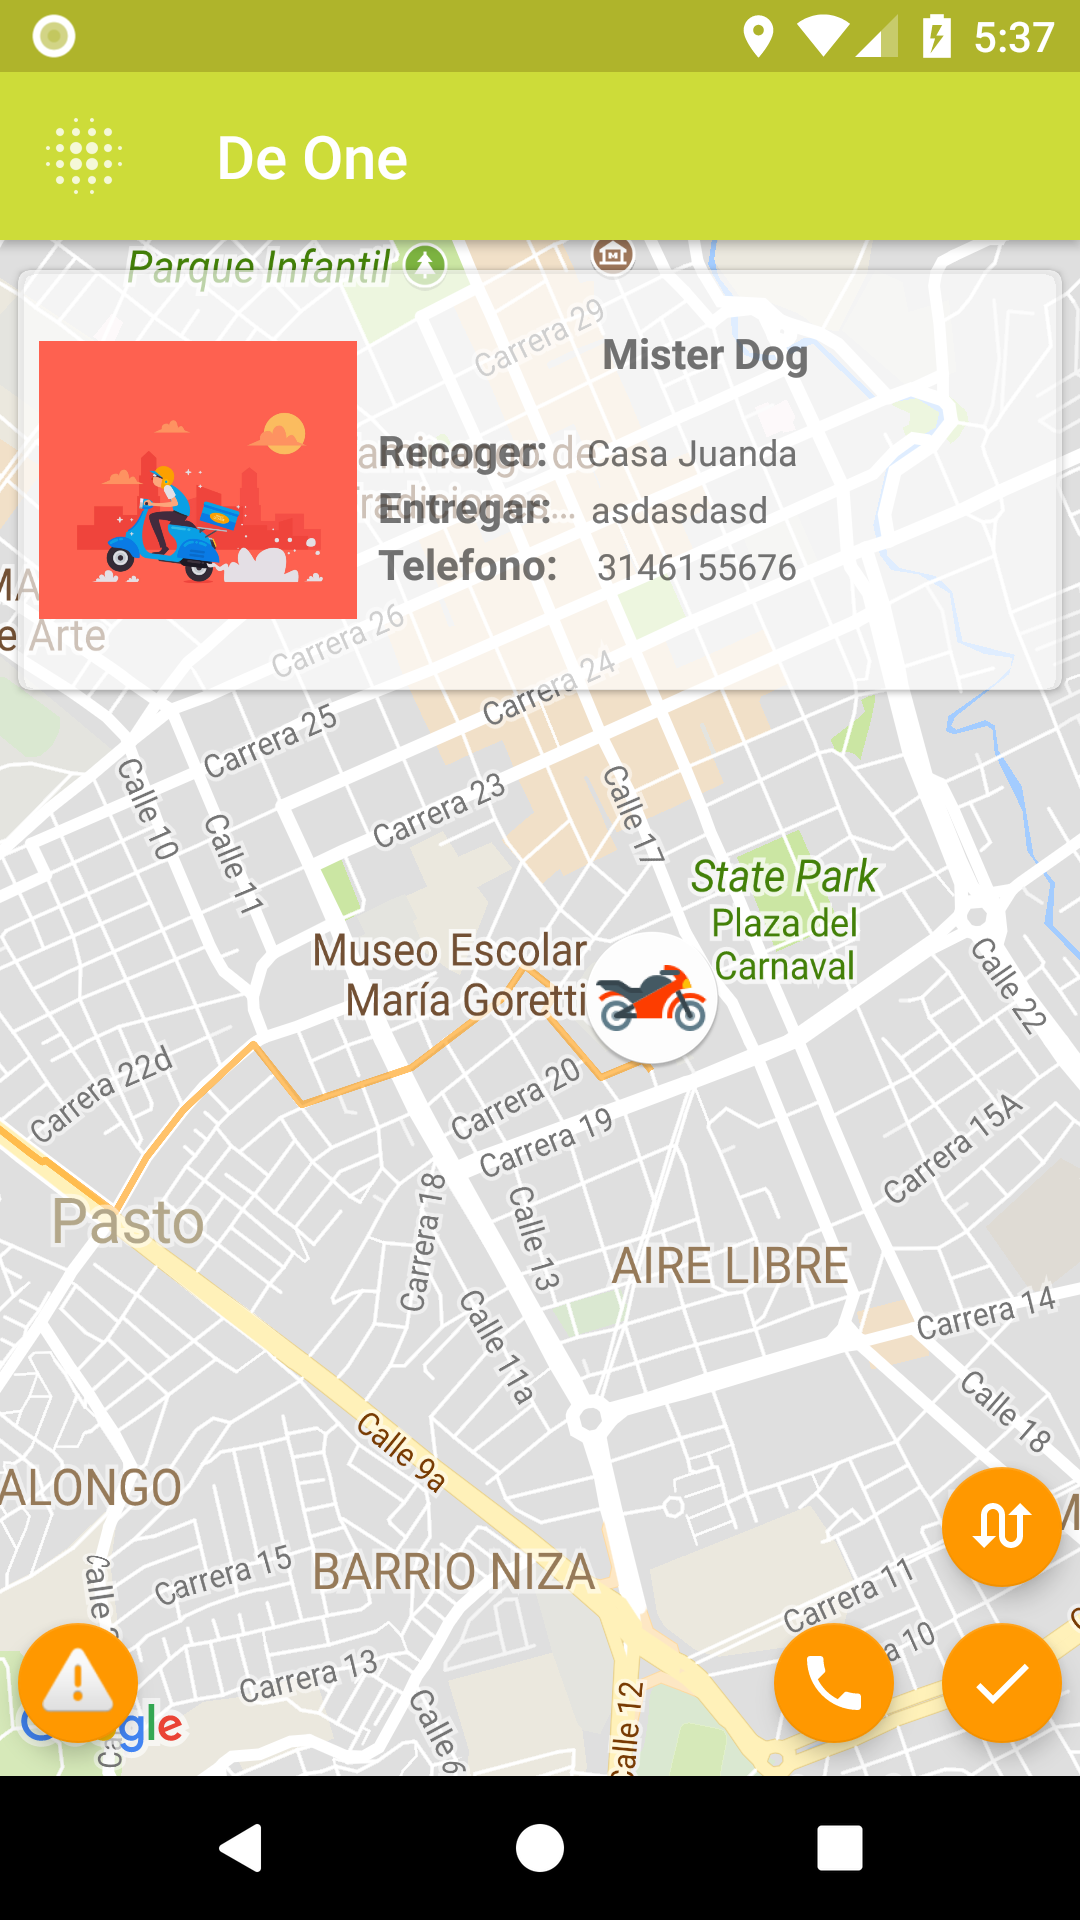 5:37
De One
Parque Infantil
Carrera 29
Mister Dog
Recoger: Casa Juanda
Entregar: asdasdasd
Telefono: 3146155676
e Arte
Carrera 26
Carrera 24
Carrera 25
Calle 10
Carrera 23
Calle 17
Calle 11
State Park
Plaza del
Carnaval
Museo Escolar
María Goretti
Calle 22
Carrera 22d
Carrera 20
Carrera 19
Carrera 15A
Carrera 18
Calle 13
Pasto
AIRE LIBRE
Carrera 14
Calle 11a
Calle 18
Calle 9a
ALONGO
Carrera 15
BARRIO NIZA
Carrera 11
Calle
10
Carrera 13
Calle 12
Calle 6